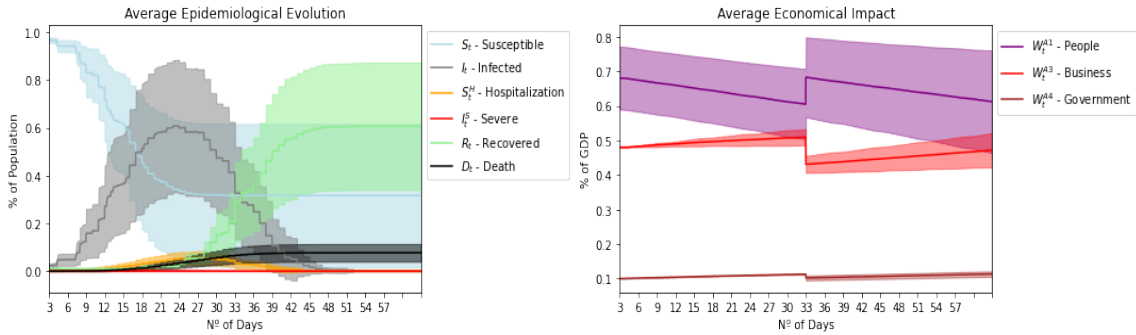 Average Epidemiological Evolution
% of Population
1.0
0.8
0.6
0.4
0.2
0.0
3 6 9 12 15 18 21 24 27 30 33 36 39 42 45 48 51 54 57
Nº of Days
S_t - Susceptible
I_t - Infected
S_t^H - Hospitalization
I_t^S - Severe
R_t - Recovered
D_t - Death
Average Economical Impact
% of GDP
0.8
0.7
0.6
0.5
0.4
0.3
0.2
0.1
3 6 9 12 15 18 21 24 27 30 33 36 39 42 45 48 51 54 57
Nº of Days
W_t^A1 - People
W_t^A3 - Business
W_t^A4 - Government